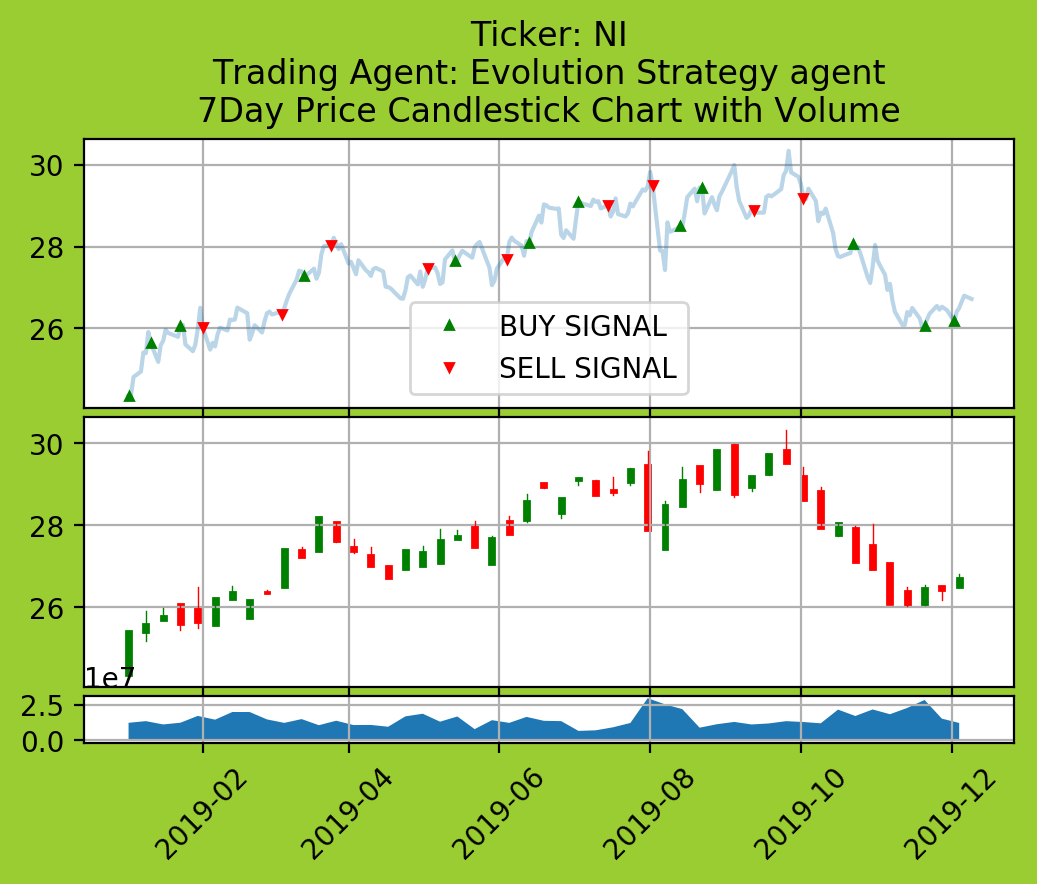 Ticker: NI
Trading Agent: Evolution Strategy agent
7Day Price Candlestick Chart with Volume
30
28
26
BUY SIGNAL
SELL SIGNAL
30
28
26
1e7
2.5
0.0
2019-02
2019-04
2019-06
2019-08
2019-10
2019-12